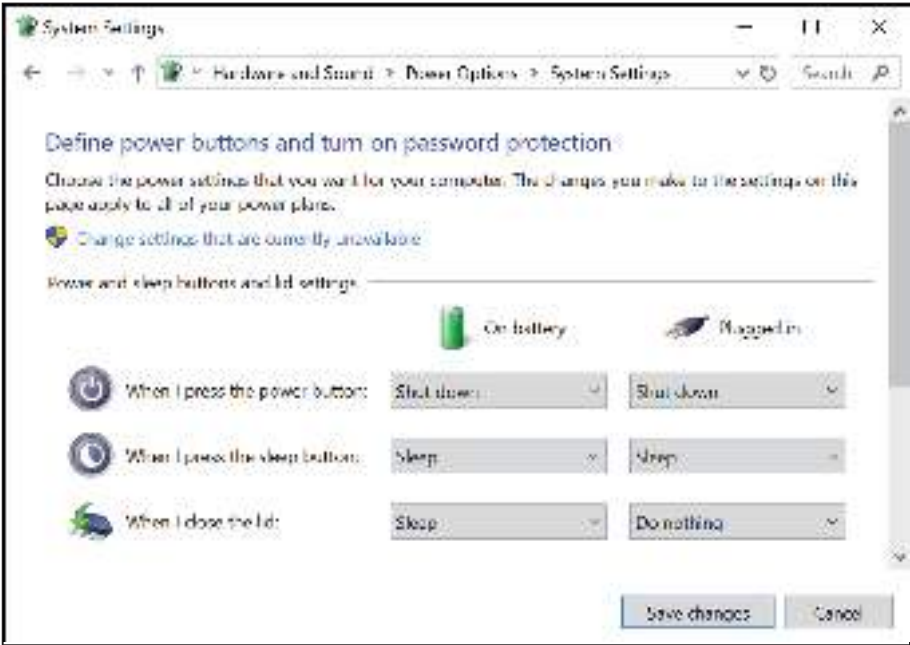 System Settings
Hardware and Sound > Power Options > System Settings
Search
Define power buttons and turn on password protection
Choose the power settings that you want for your computer. The changes you make to the settings on this
page apply to all of your power plans.
Change settings that are currently unavailable
Power and sleep buttons and lid settings
On battery
Plugged in
When I press the power button:
Shut down
Shut down
When I press the sleep button:
Sleep
Sleep
When I close the lid:
Sleep
Do nothing
Save changes
Cancel